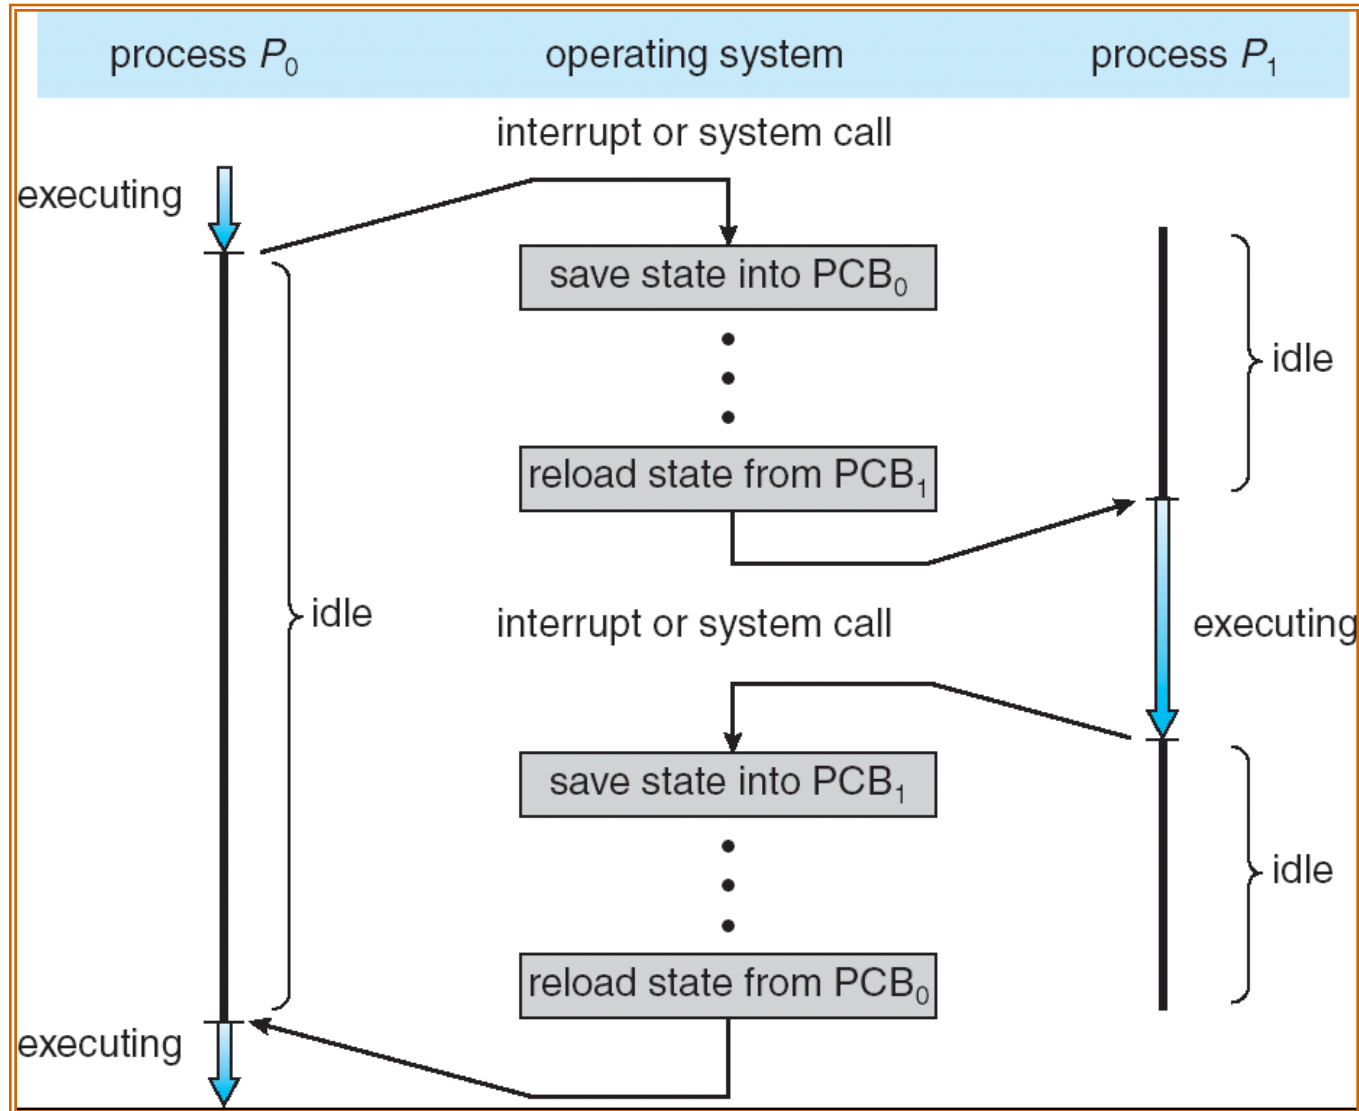 process P₀ operating system process P₁
interrupt or system call
executing
save state into PCB₀
idle
reload state from PCB₁
idle
interrupt or system call
executing
save state into PCB₁
idle
reload state from PCB₀
executing